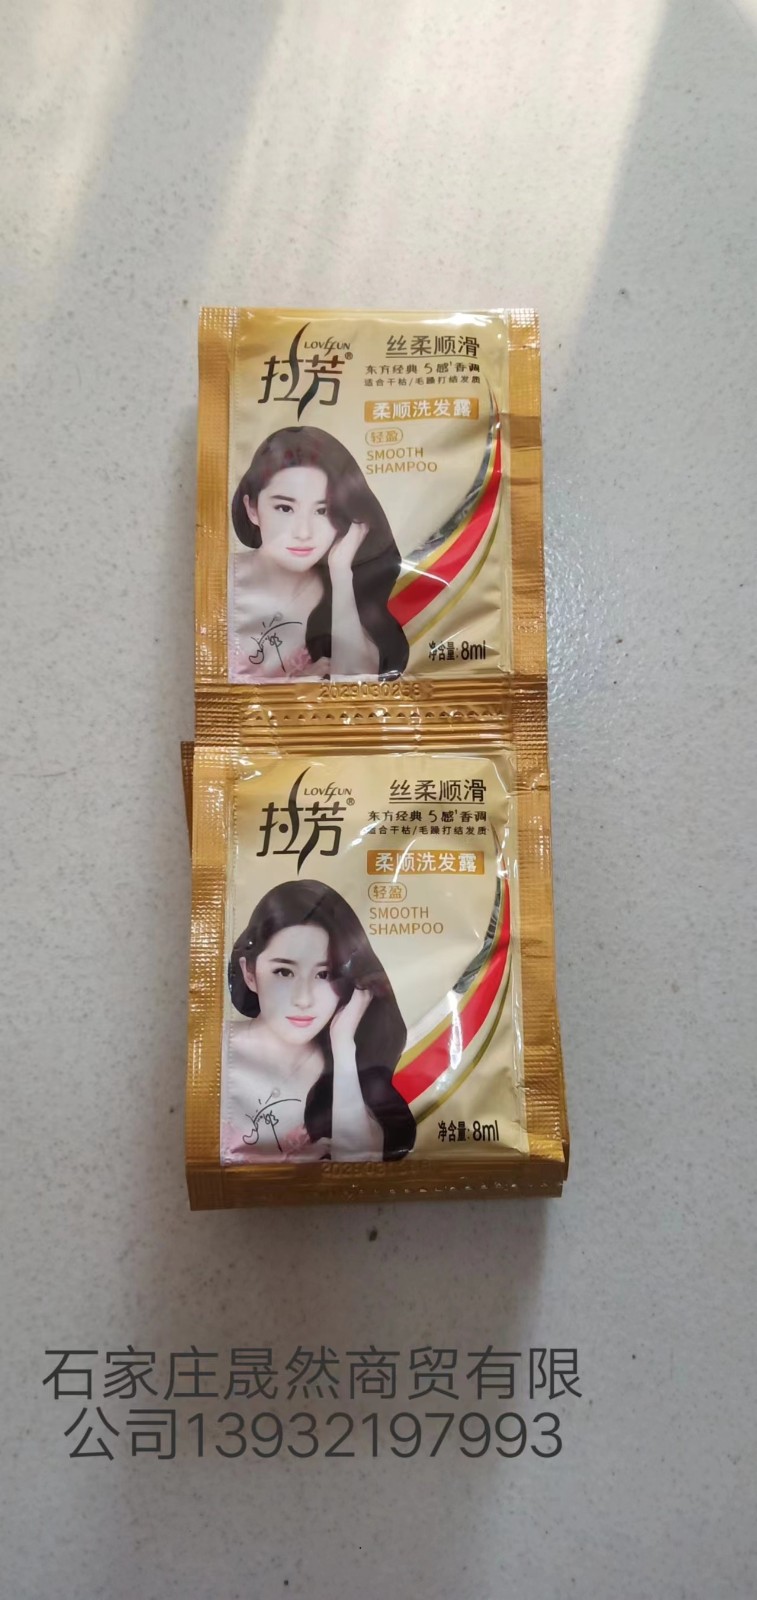 LOVEFUN
拉芳®
丝柔顺滑
东方经典 5感香调
适合干枯/毛躁打结发质
柔顺洗发露
轻盈
SMOOTH
SHAMPOO
净含量:8ml
LOVEFUN
拉芳®
丝柔顺滑
东方经典 5感香调
适合干枯/毛躁打结发质
柔顺洗发露
轻盈
SMOOTH
SHAMPOO
净含量:8ml
石家庄晟然商贸有限
公司13932197993